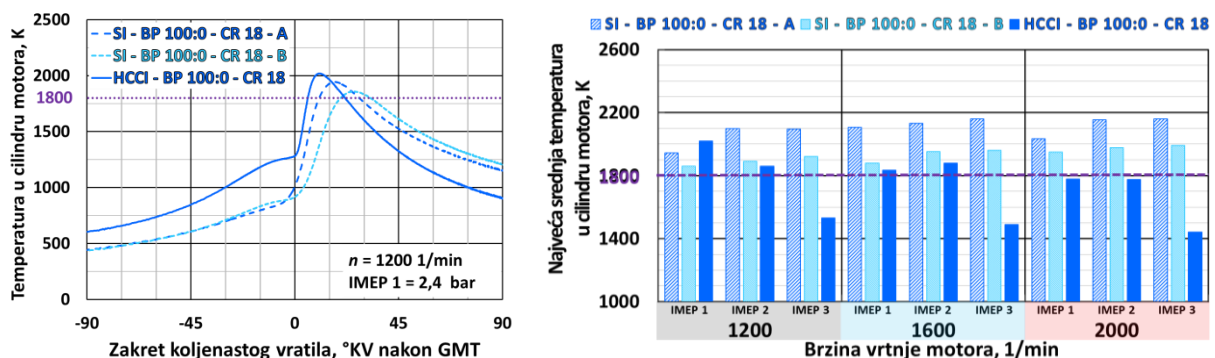 Temperatura u cilindru motora, K
2500
2000
1800
1500
1000
500
0
SI - BP 100:0 - CR 18 - A
SI - BP 100:0 - CR 18 - B
HCCI - BP 100:0 - CR 18
n = 1200 1/min
IMEP 1 = 2,4 bar
-90 -45 0 45 90
Zakret koljenastog vratila, °KV nakon GMT
SI - BP 100:0 - CR 18 - A SI - BP 100:0 - CR 18 - B HCCI - BP 100:0 - CR 18
Najveća srednja temperatura
u cilindru motora, K
2600
2200
1800
1800
1400
1000
IMEP 1 IMEP 2 IMEP 3 IMEP 1 IMEP 2 IMEP 3 IMEP 1 IMEP 2 IMEP 3
1200 1600 2000
Brzina vrtnje motora, 1/min